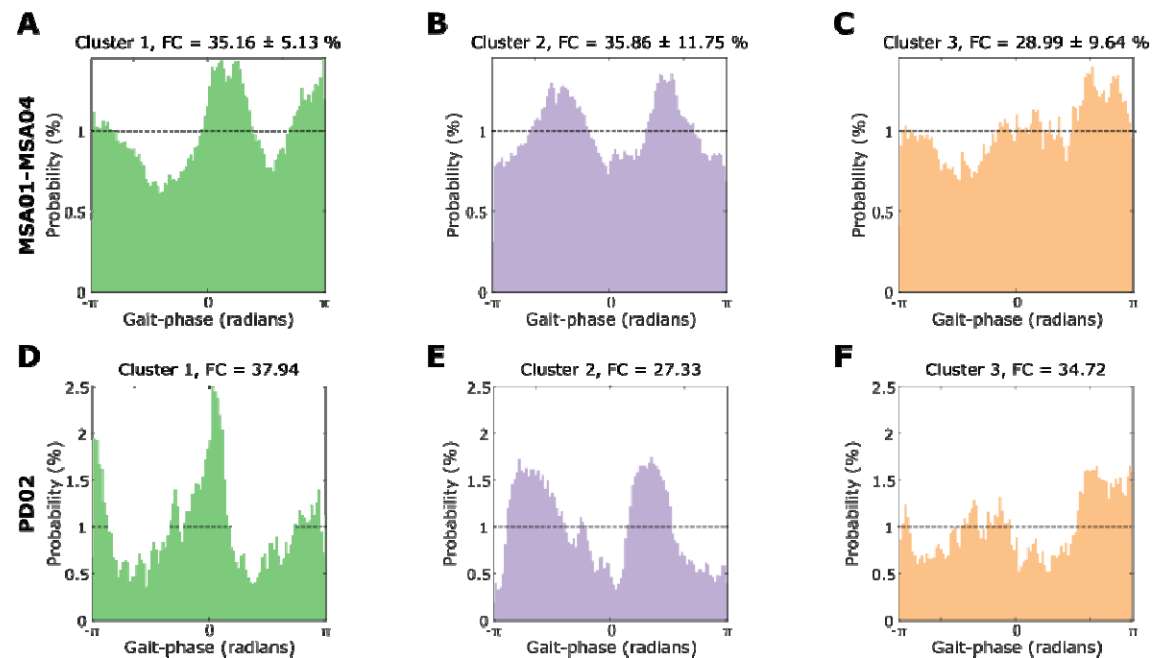 A
Cluster 1, FC = 35.16 ± 5.13 %
B
Cluster 2, FC = 35.86 ± 11.75 %
C
Cluster 3, FC = 28.99 ± 9.64 %
MSA01-MSA04
Probability (%)
1
0.5
0
-π
0
π
Gait-phase (radians)
Probability (%)
1
0.5
0
-π
0
π
Gait-phase (radians)
Probability (%)
1
0.5
0
-π
0
π
Gait-phase (radians)
D
Cluster 1, FC = 37.94
E
Cluster 2, FC = 27.33
F
Cluster 3, FC = 34.72
PD02
Probability (%)
2.5
2
1.5
1
0.5
0
-π
0
π
Gait-phase (radians)
Probability (%)
2.5
2
1.5
1
0.5
0
-π
0
π
Gait-phase (radians)
Probability (%)
2.5
2
1.5
1
0.5
0
-π
0
π
Gait-phase (radians)